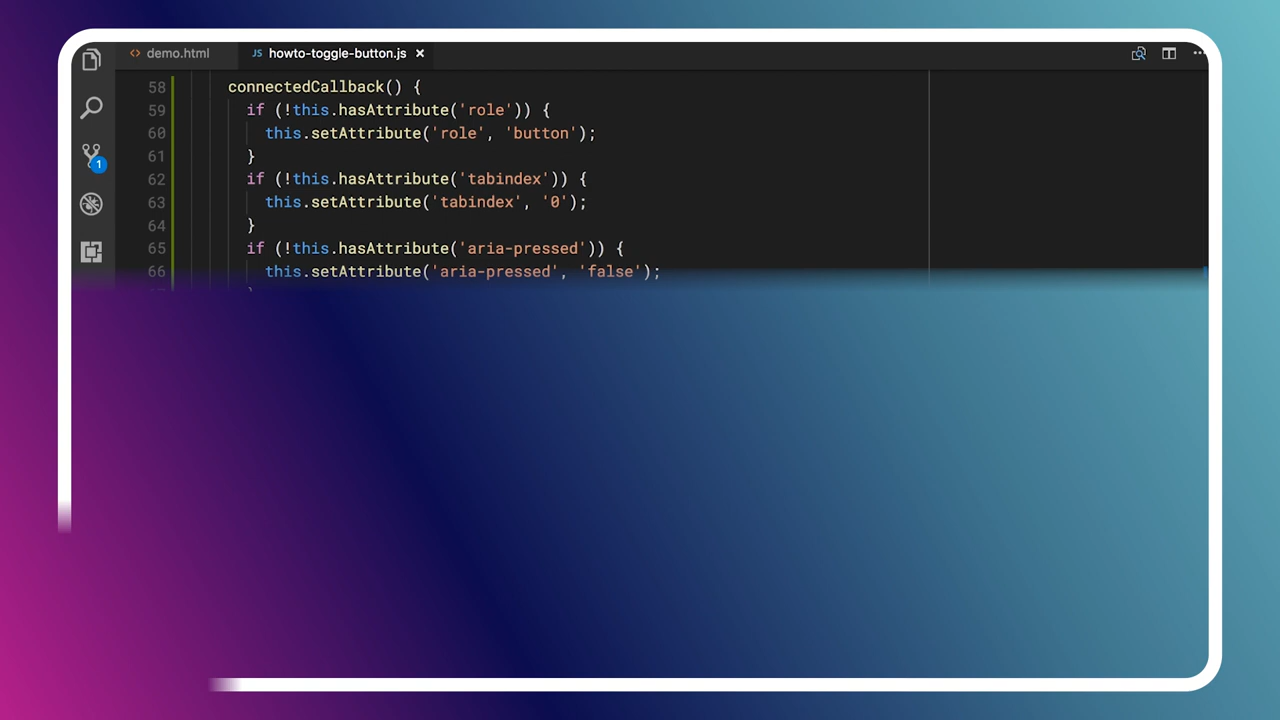 demo.html
JS howto-toggle-button.js ×
58 connectedCallback() {
59 if (!this.hasAttribute('role')) {
60 this.setAttribute('role', 'button');
61 }
62 if (!this.hasAttribute('tabindex')) {
63 this.setAttribute('tabindex', '0');
64 }
65 if (!this.hasAttribute('aria-pressed')) {
66 this.setAttribute('aria-pressed', 'false');
1